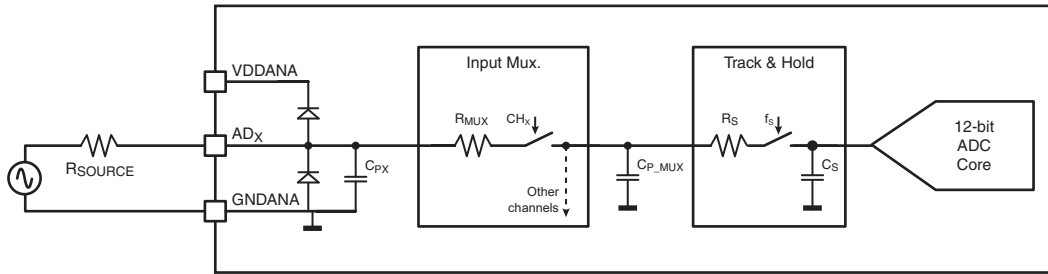 Input Mux.
Track & Hold
VDDANA
RMUX
CHX
RS
fS
ADX
12-bit
ADC
Core
RSOURCE
CPX
CP_MUX
CS
Other
channels
GNDANA